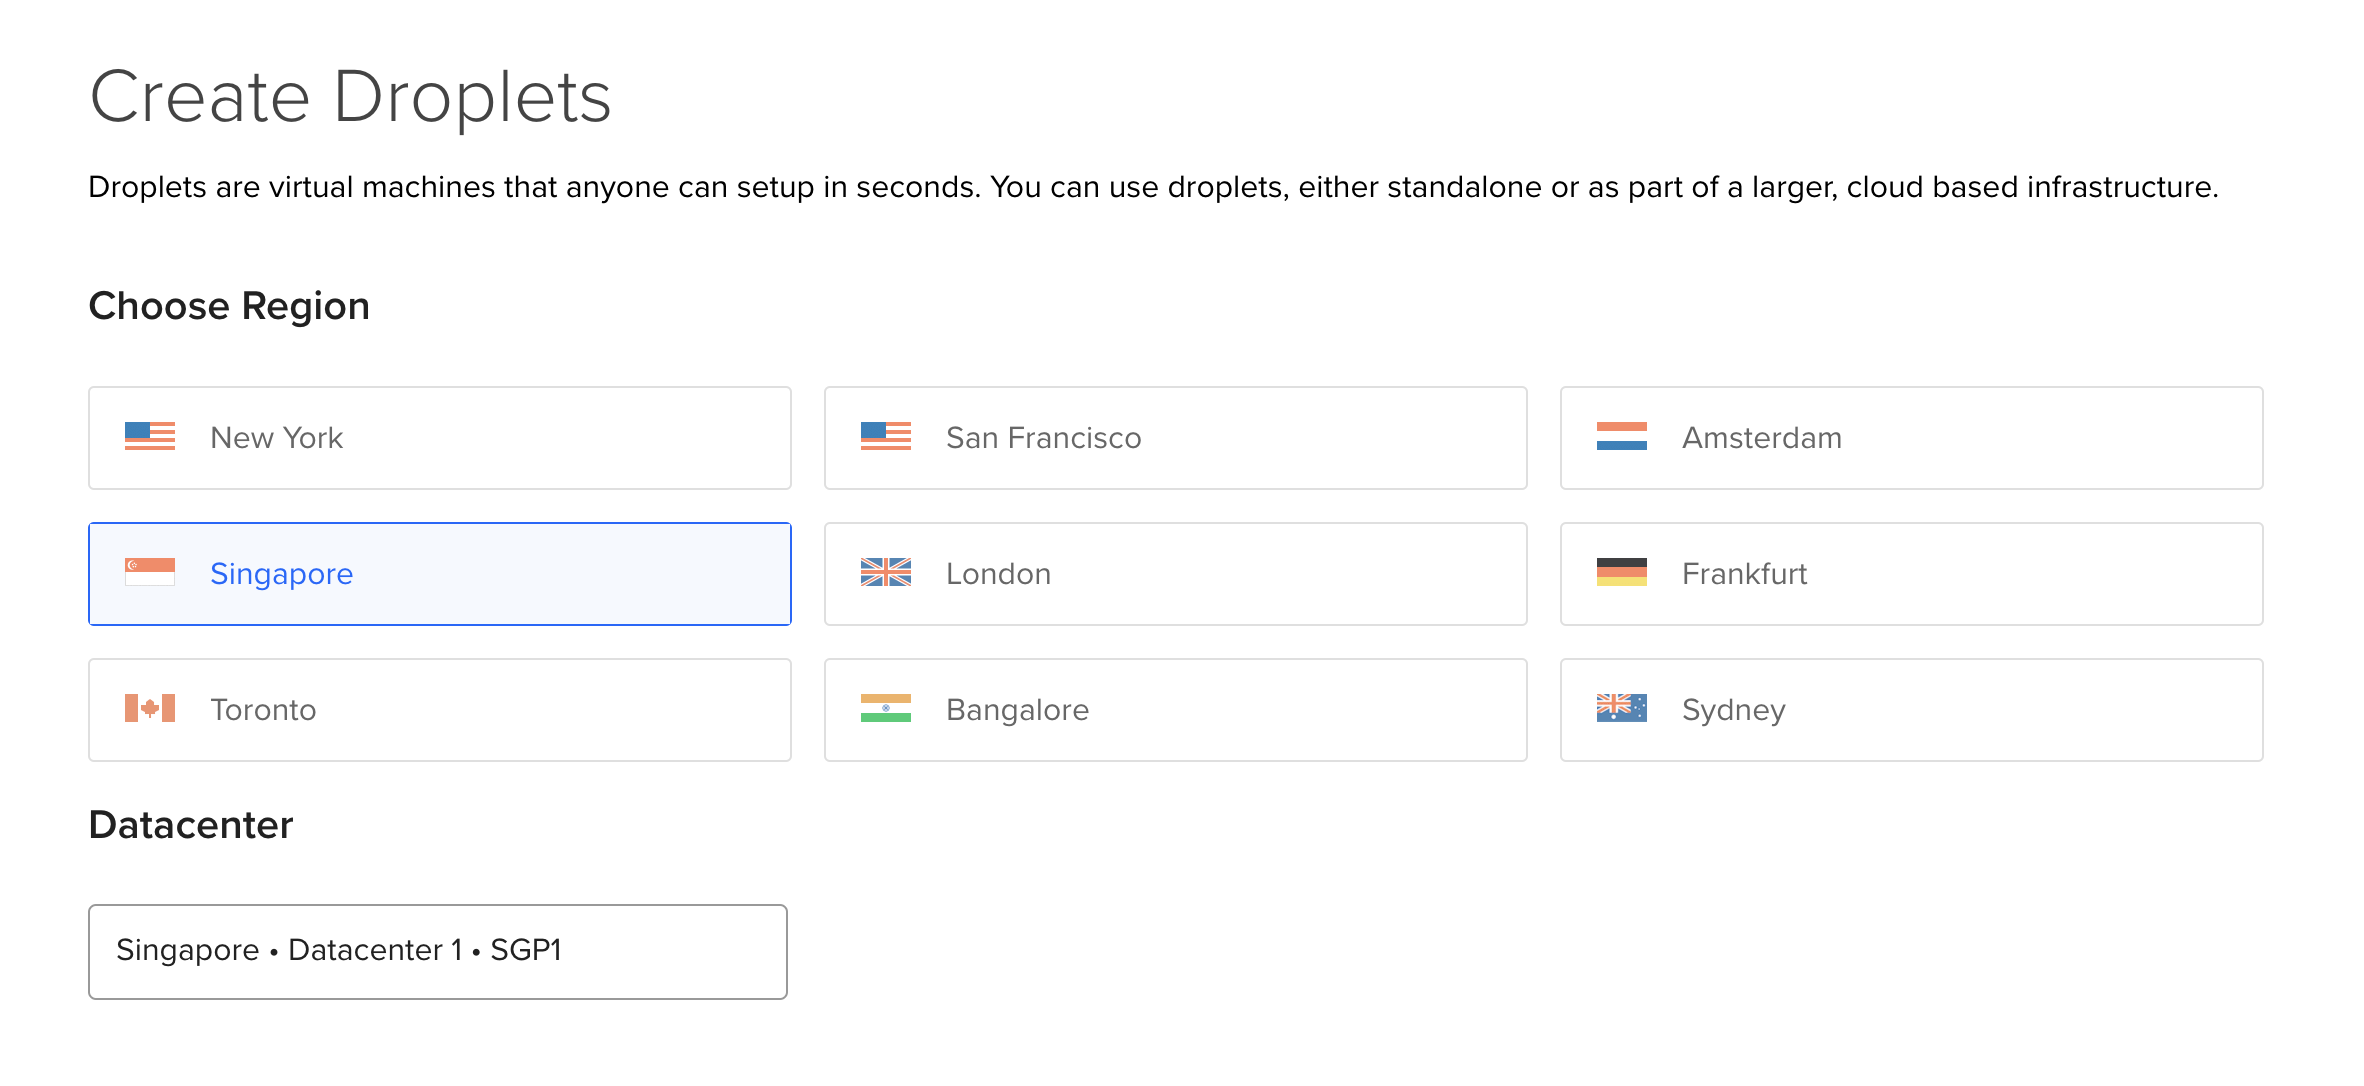 Create Droplets
Droplets are virtual machines that anyone can setup in seconds. You can use droplets, either standalone or as part of a larger, cloud based infrastructure.
Choose Region
New York
San Francisco
Amsterdam
Singapore
London
Frankfurt
Toronto
Bangalore
Sydney
Datacenter
Singapore • Datacenter 1 • SGP1